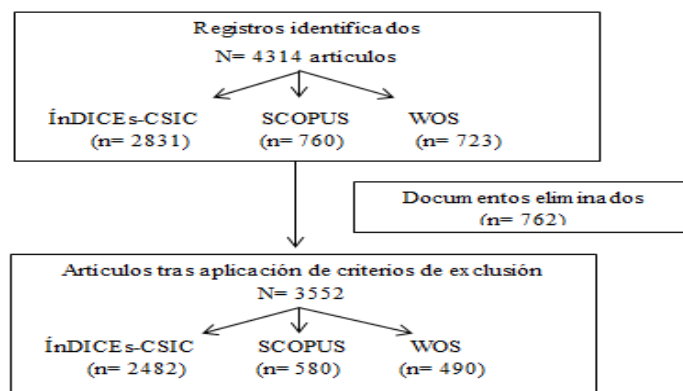 Registros identificados
N= 4314 artículos
ÍnDICEs-CSIC SCOPUS WOS
(n= 2831) (n= 760) (n= 723)
Documentos eliminados
(n= 762)
Artículos tras aplicación de criterios de exclusión
N= 3552
ÍnDICEs-CSIC SCOPUS WOS
(n= 2482) (n= 580) (n= 490)